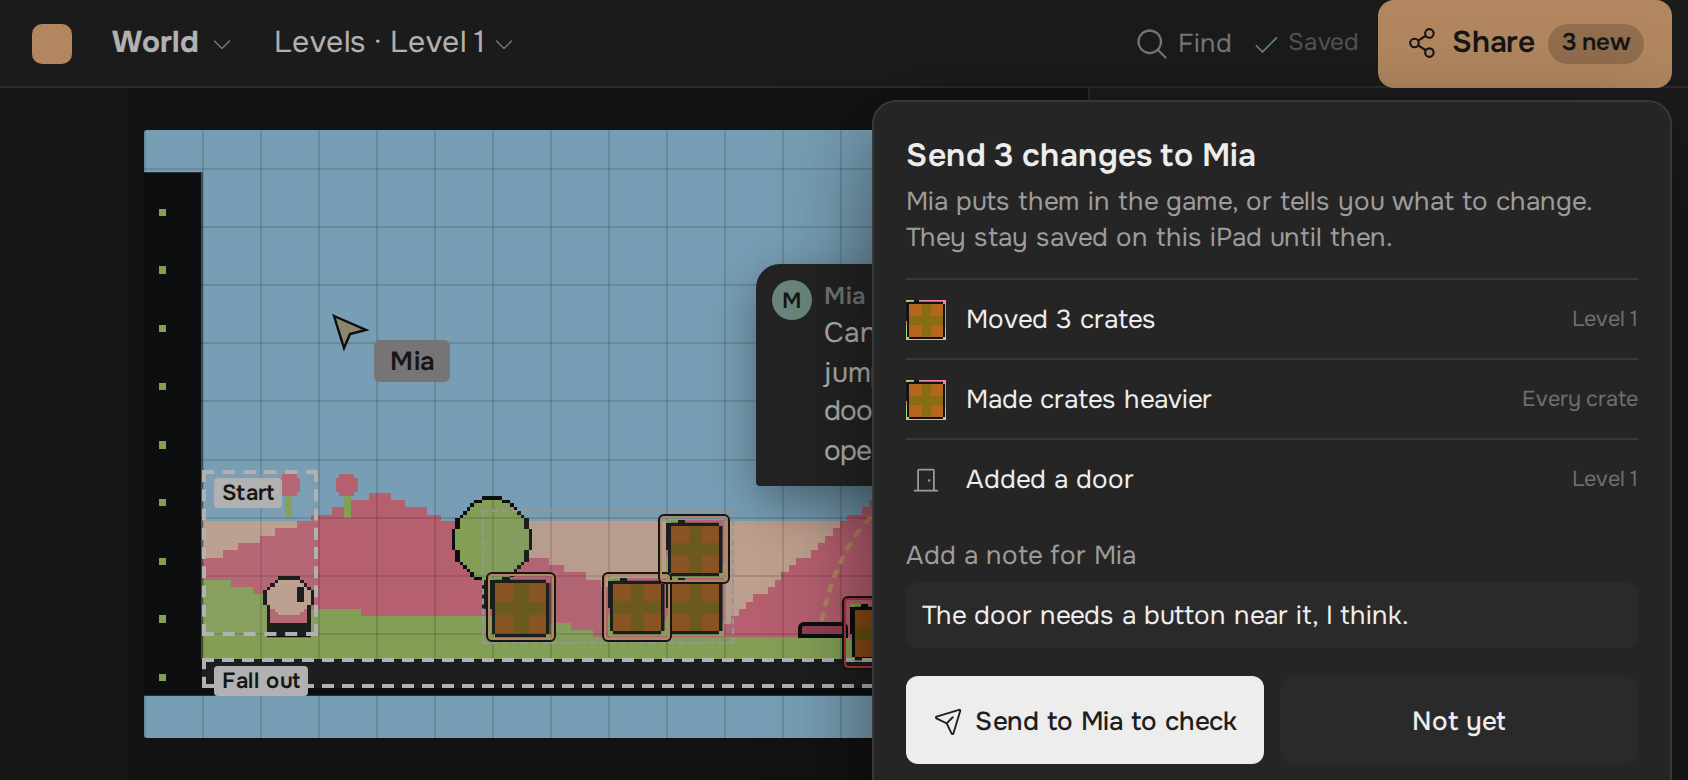 World
Levels · Level 1
Find
Saved
Share
3 new
Send 3 changes to Mia
Mia puts them in the game, or tells you what to change.
They stay saved on this iPad until then.
Moved 3 crates
Level 1
Made crates heavier
Every crate
Added a door
Level 1
Add a note for Mia
The door needs a button near it, I think.
Send to Mia to check
Not yet
M
Mia
Mia
Start
Fall out